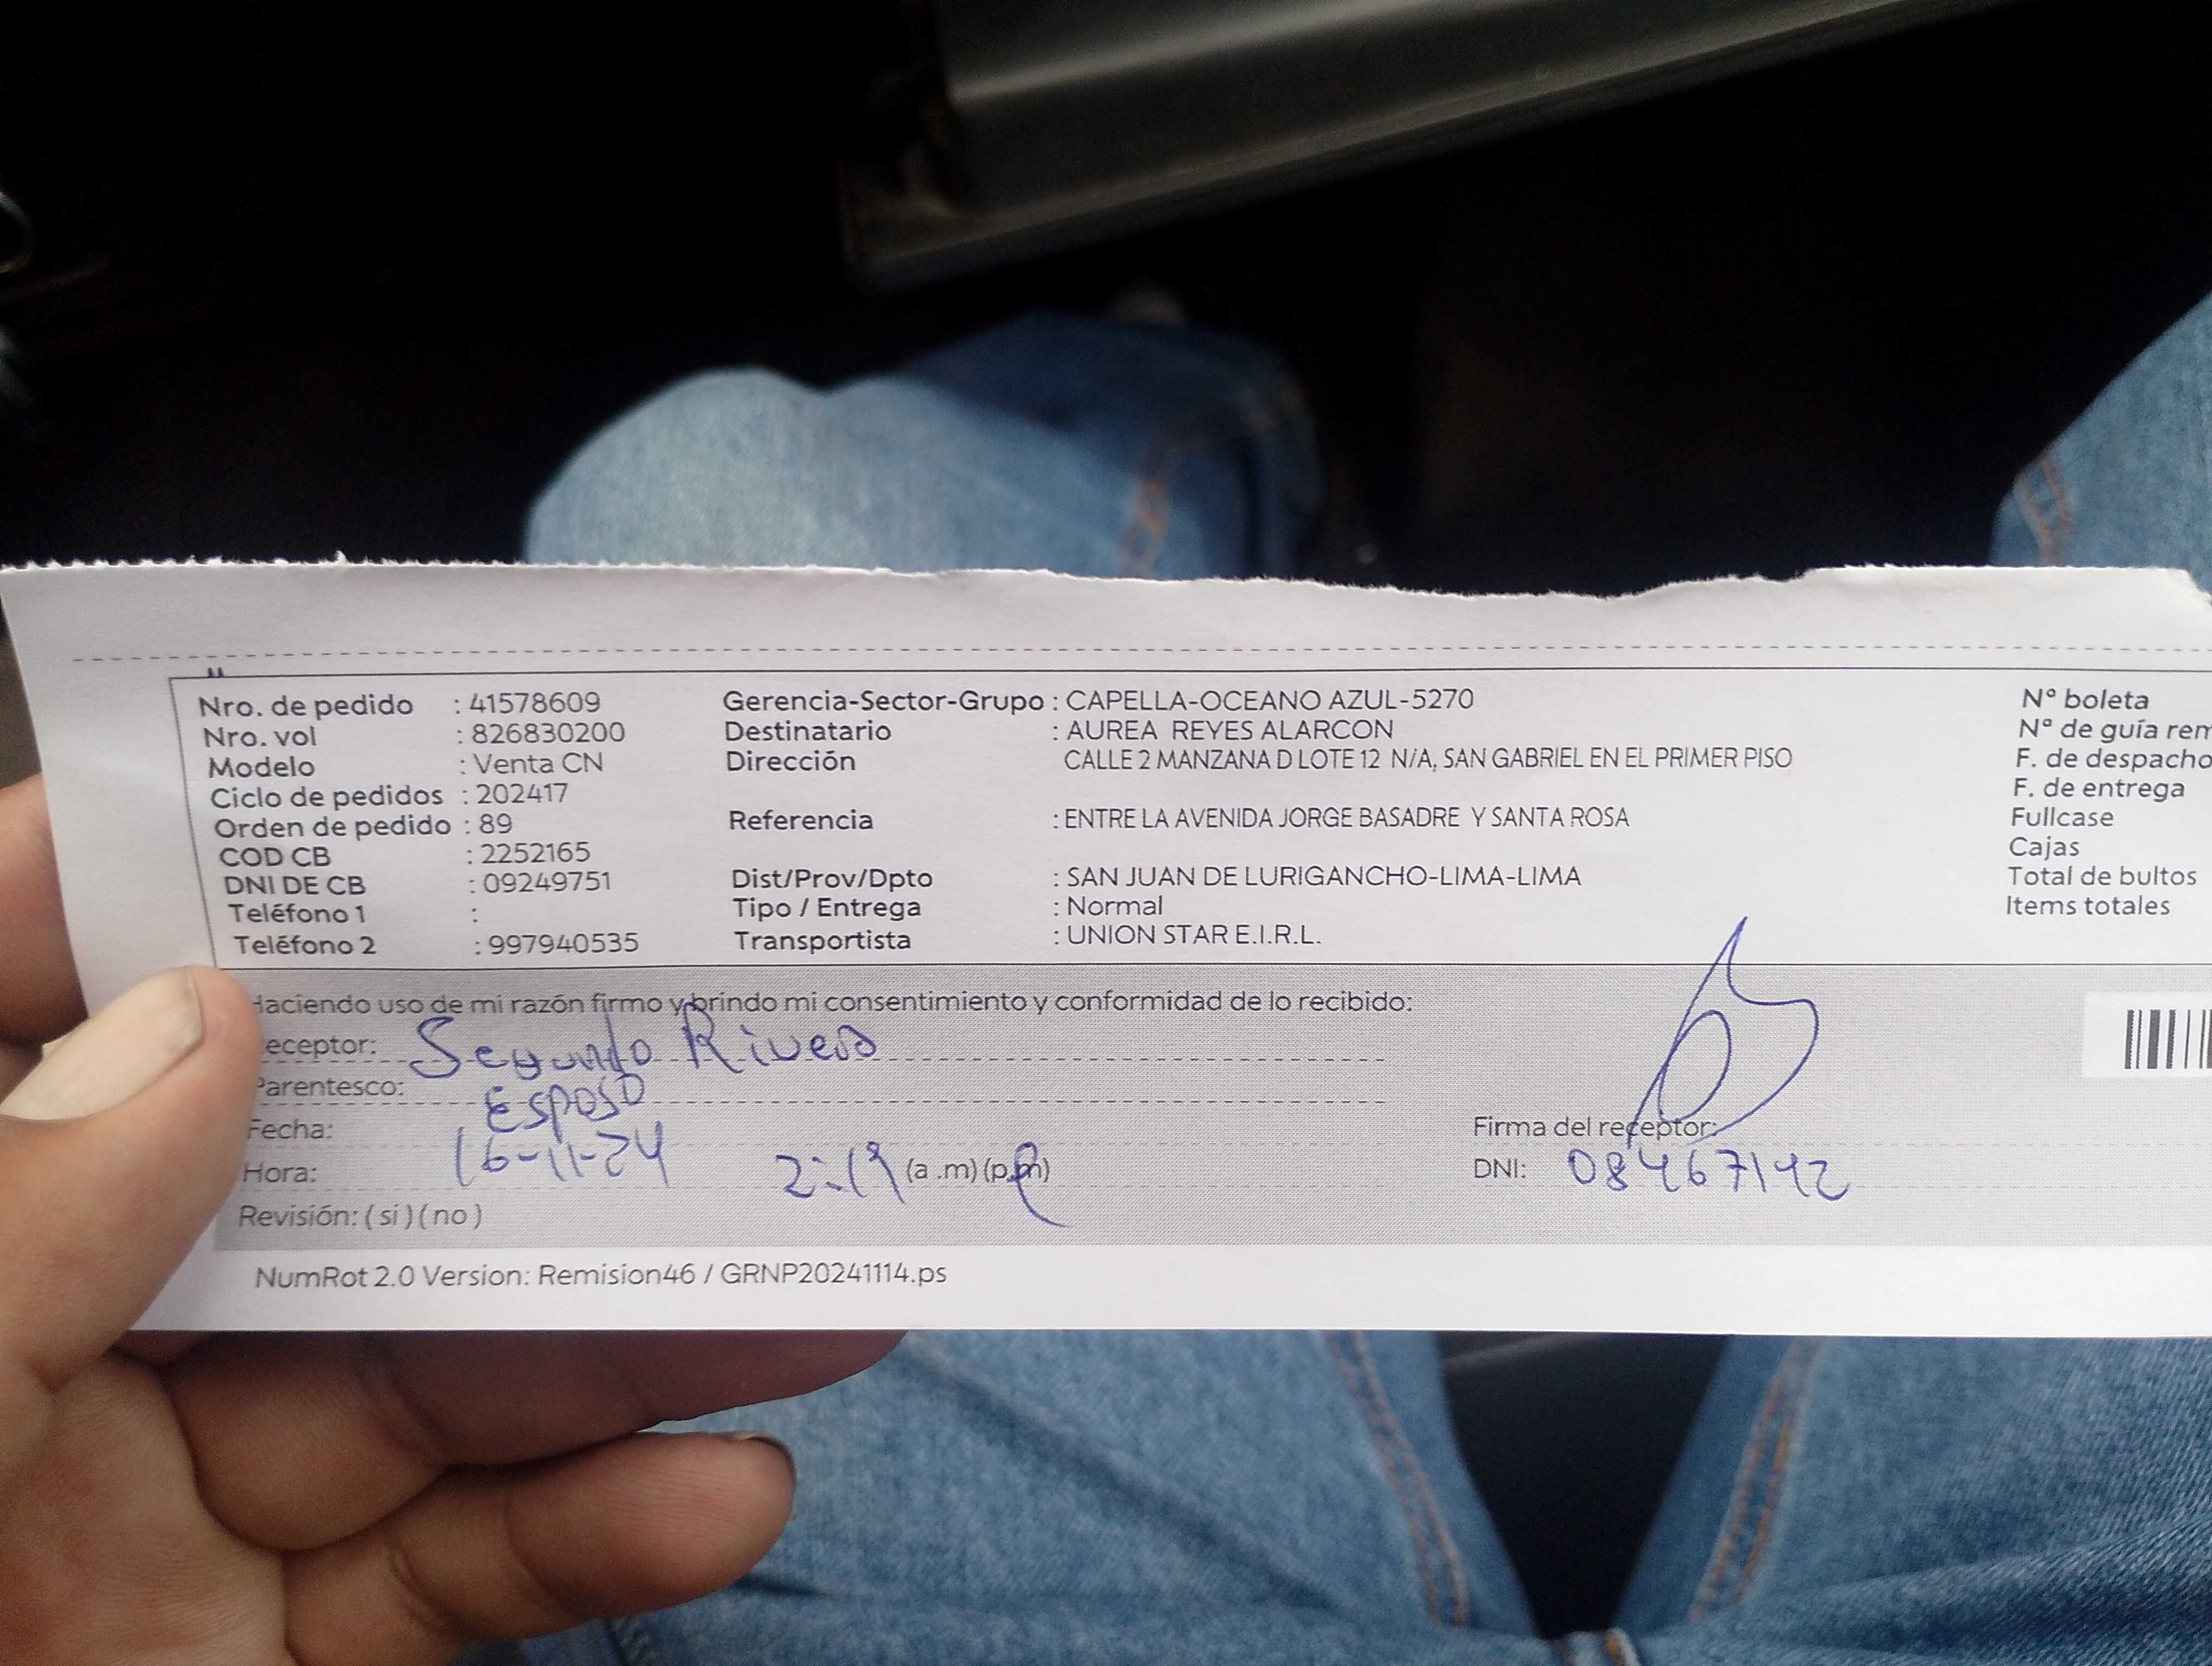 Nro. de pedido : 41578609 Gerencia-Sector-Grupo : CAPELLA-OCEANO AZUL-5270 N° boleta
Nro. vol : 826830200 Destinatario : AUREA REYES ALARCON N° de guía rem
Modelo : Venta CN Dirección CALLE 2 MANZANA D LOTE 12 N/A, SAN GABRIEL EN EL PRIMER PISO F. de despacho
Ciclo de pedidos : 202417 F. de entrega
Orden de pedido : 89 Referencia : ENTRE LA AVENIDA JORGE BASADRE Y SANTA ROSA Fullcase
COD CB : 2252165 Cajas
DNI DE CB : 09249751 Dist/Prov/Dpto : SAN JUAN DE LURIGANCHO-LIMA-LIMA Total de bultos
Teléfono 1 : Tipo / Entrega : Normal Items totales
Teléfono 2 : 997940535 Transportista : UNION STAR E.I.R.L.
Haciendo uso de mi razón firmo y brindo mi consentimiento y conformidad de lo recibido:
eceptor: Segundo Rivera
Parentesco: Esposo
Fecha: 16-11-24 Firma del receptor:
Hora: 2:19 (a .m) (p.m) DNI: 08467142
Revisión: ( si ) ( no )
NumRot 2.0 Version: Remision46 / GRNP20241114.ps